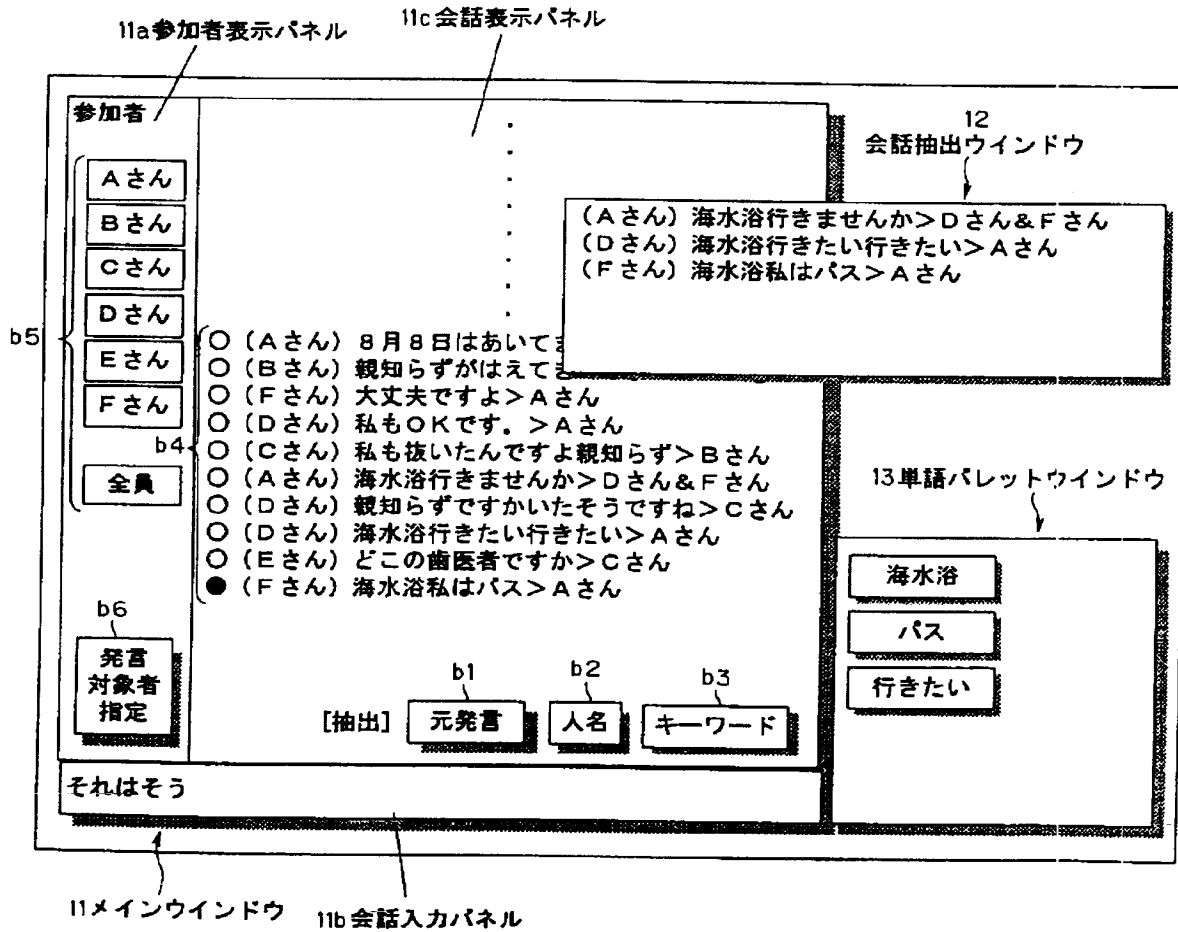 11a参加者表示パネル
11c会話表示パネル
参加者
12
会話抽出ウインドウ
Aさん
Bさん
Cさん
Dさん
Eさん
Fさん
全員
b5
(Aさん) 海水浴行きませんか>Dさん&Fさん
(Dさん) 海水浴行きたい行きたい>Aさん
(Fさん) 海水浴私はパス>Aさん
b4
○ (Aさん) 8月8日はあいて
○ (Bさん) 親知らずがはえて
○ (Fさん) 大丈夫ですよ>Aさん
○ (Dさん) 私もOKです。>Aさん
○ (Cさん) 私も抜いたんですよ親知らず>Bさん
○ (Aさん) 海水浴行きませんか>Dさん&Fさん
○ (Dさん) 親知らずですかいたそうですね>Cさん
○ (Dさん) 海水浴行きたい行きたい>Aさん
○ (Eさん) どこの歯医者ですか>Cさん
● (Fさん) 海水浴私はパス>Aさん
13単語パレットウインドウ
海水浴
パス
行きたい
b6
発言
対象者
指定
b1
b2
b3
[抽出] 元発言 人名 キーワード
それはそう
11メインウインドウ
11b会話入力パネル